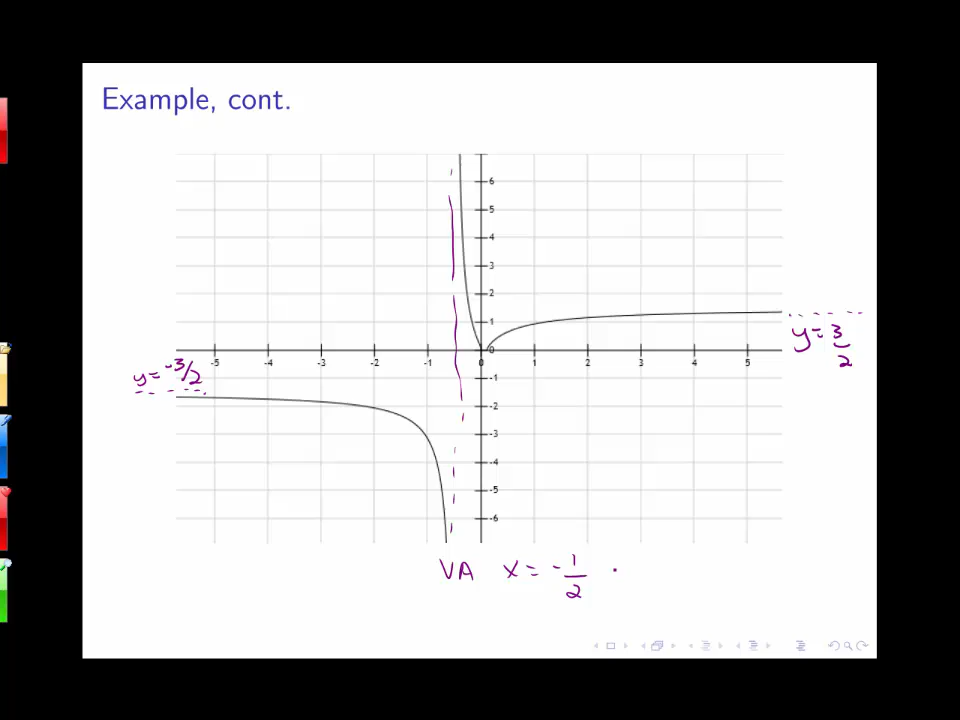 Example, cont.
6
5
4
3
2
1
-5 -4 -3 -2 -1 0 1 2 3 4 5
-1
-2
-3
-4
-5
-6
y = 3/2
y = -3/2
VA x = -1/2